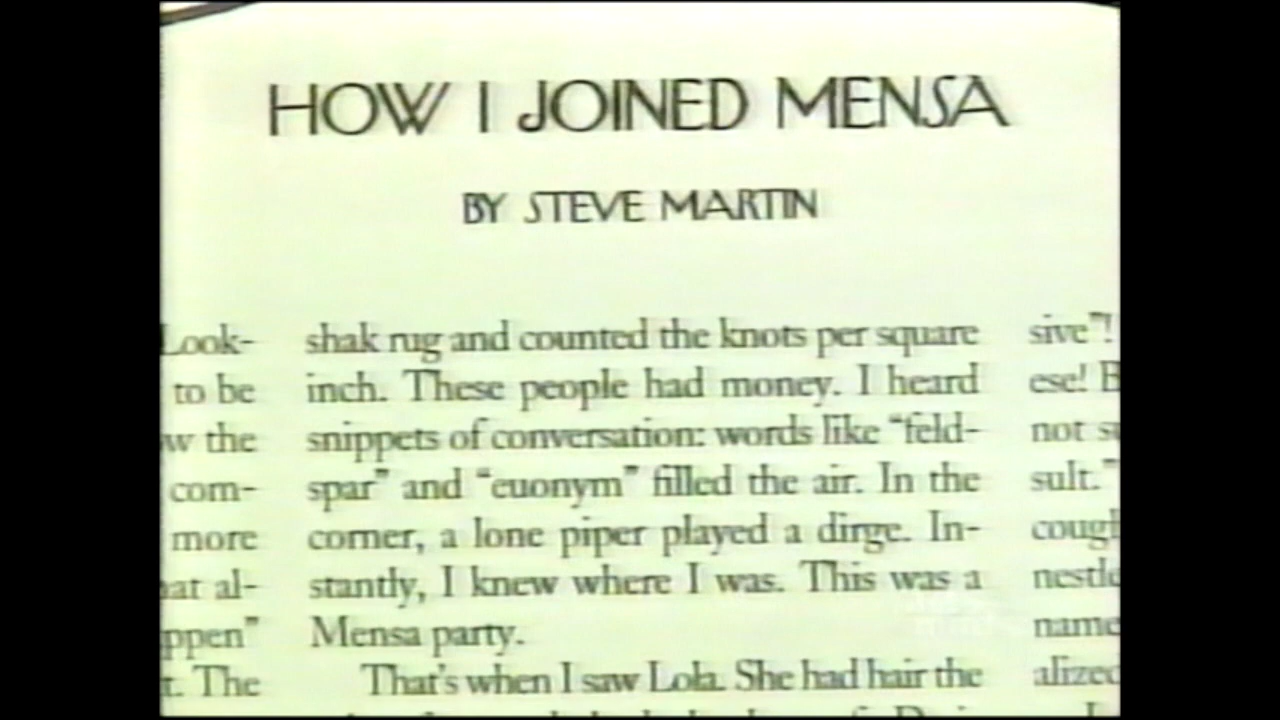 HOW I JOINED MENSA
BY STEVE MARTIN
Look-
to be
w the
com-
more
at al-
ppen"
t. The
shak rug and counted the knots per square
inch. These people had money. I heard
snippets of conversation: words like "feld-
spar" and "euonym" filled the air. In the
corner, a lone piper played a dirge. In-
stantly, I knew where I was. This was a
Mensa party.
That's when I saw Lola. She had hair the
sive"!
ese! B
not s
sult."
cough
nestle
name
alized